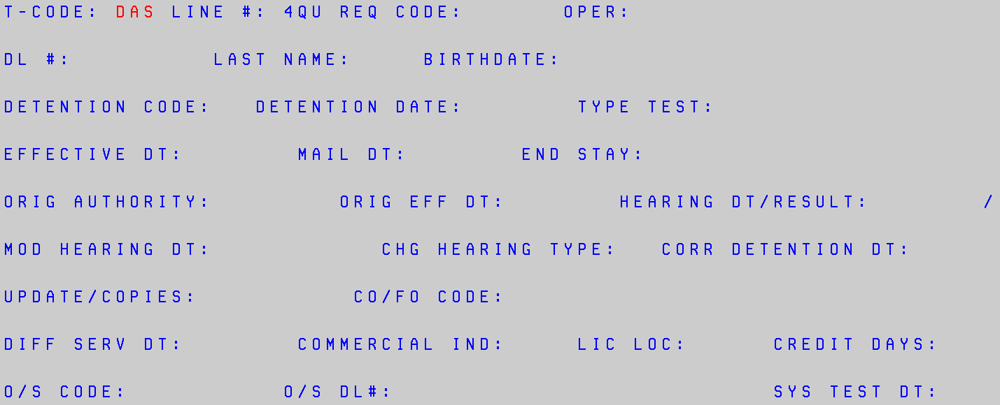 T-CODE: DAS LINE #: 4QU REQ CODE: OPER:
DL #: LAST NAME: BIRTHDATE:
DETENTION CODE: DETENTION DATE: TYPE TEST:
EFFECTIVE DT: MAIL DT: END STAY:
ORIG AUTHORITY: ORIG EFF DT: HEARING DT/RESULT: /
MOD HEARING DT: CHG HEARING TYPE: CORR DETENTION DT:
UPDATE/COPIES: CO/FO CODE:
DIFF SERV DT: COMMERCIAL IND: LIC LOC: CREDIT DAYS:
O/S CODE: O/S DL#: SYS TEST DT: